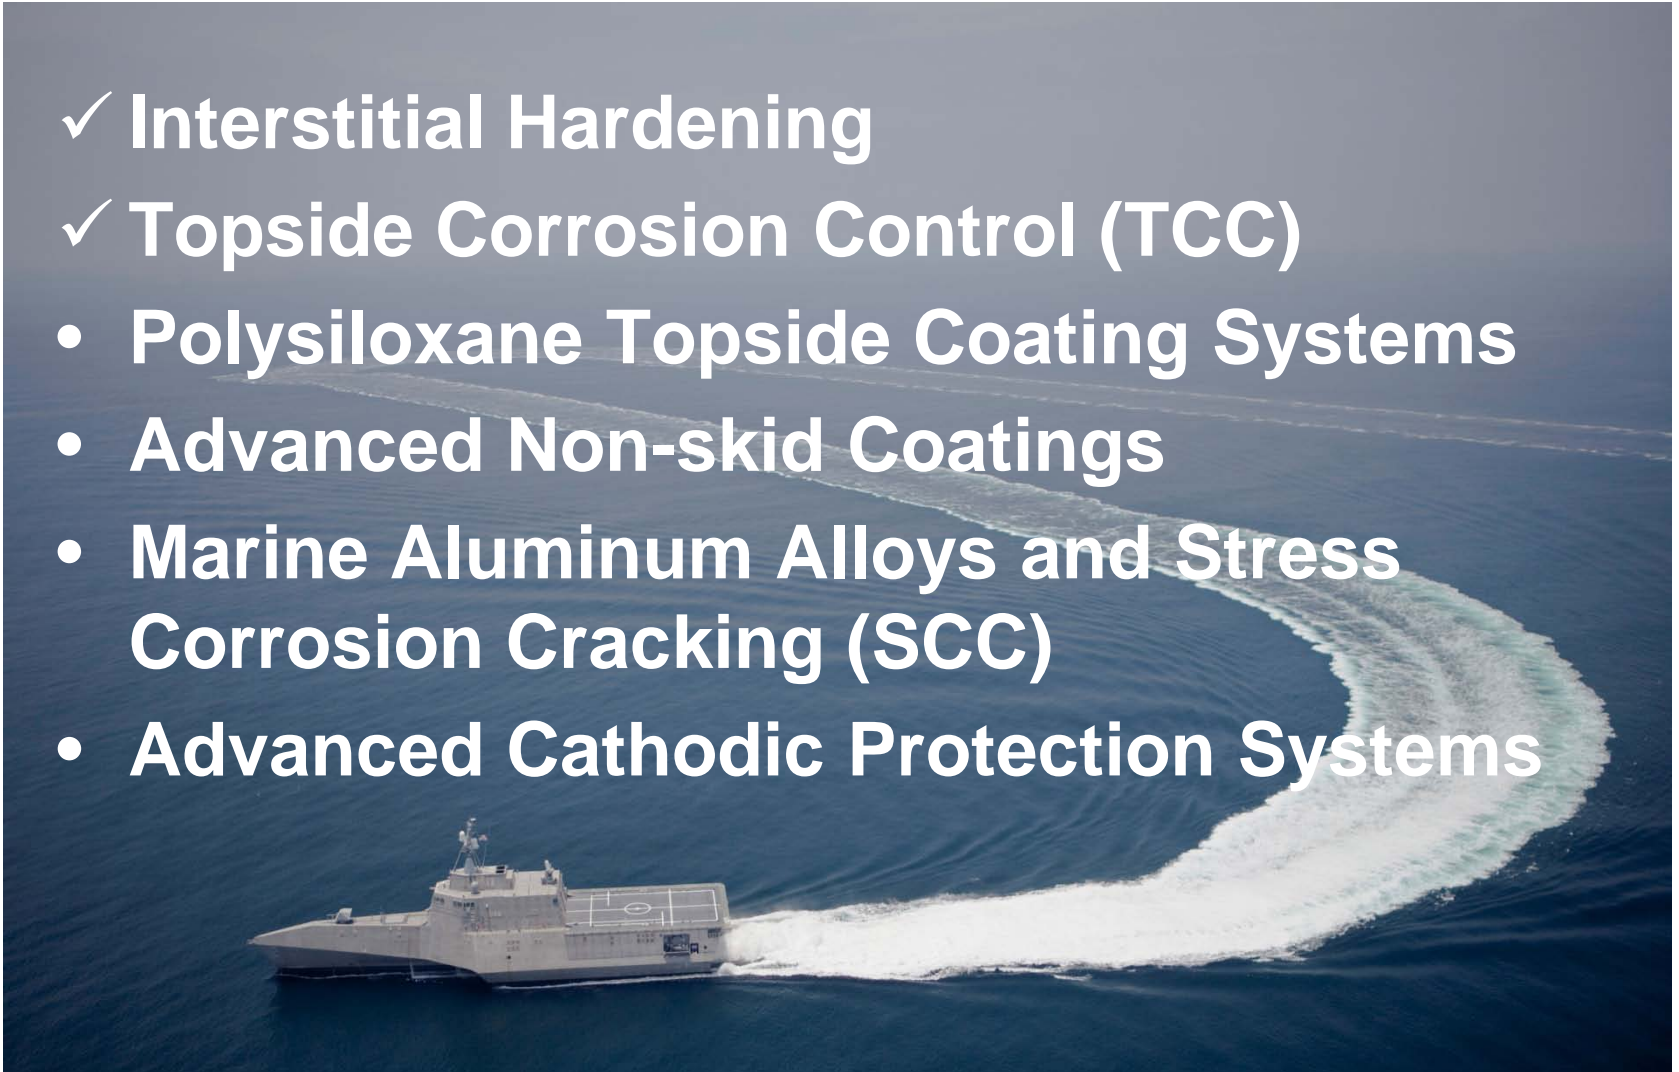 ✓ Interstitial Hardening
✓ Topside Corrosion Control (TCC)
• Polysiloxane Topside Coating Systems
• Advanced Non-skid Coatings
• Marine Aluminum Alloys and Stress
Corrosion Cracking (SCC)
• Advanced Cathodic Protection Systems